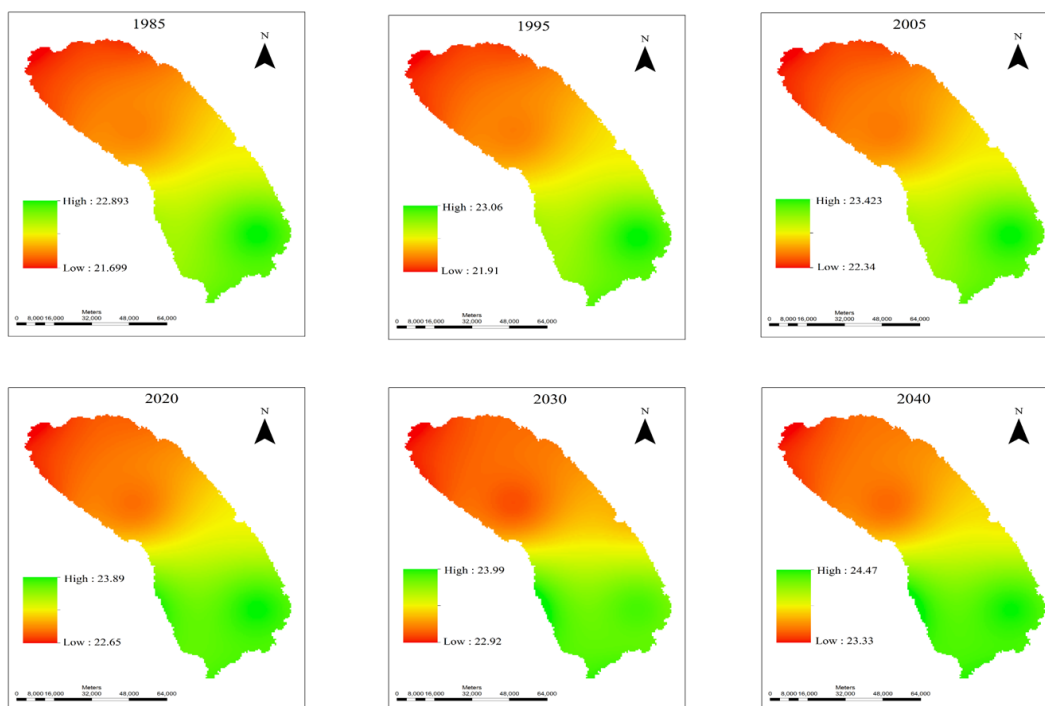 1985
N
High : 22.893
Low : 21.699
Meters
0 8,000 16,000 32,000 48,000 64,000
1995
N
High : 23.06
Low : 21.91
Meters
0 8,000 16,000 32,000 48,000 64,000
2005
N
High : 23.423
Low : 22.34
Meters
0 8,000 16,000 32,000 48,000 64,000
2020
N
High : 23.89
Low : 22.65
Meters
0 8,000 16,000 32,000 48,000 64,000
2030
N
High : 23.99
Low : 22.92
Meters
0 8,000 16,000 32,000 48,000 64,000
2040
N
High : 24.47
Low : 23.33
Meters
0 8,000 16,000 32,000 48,000 64,000